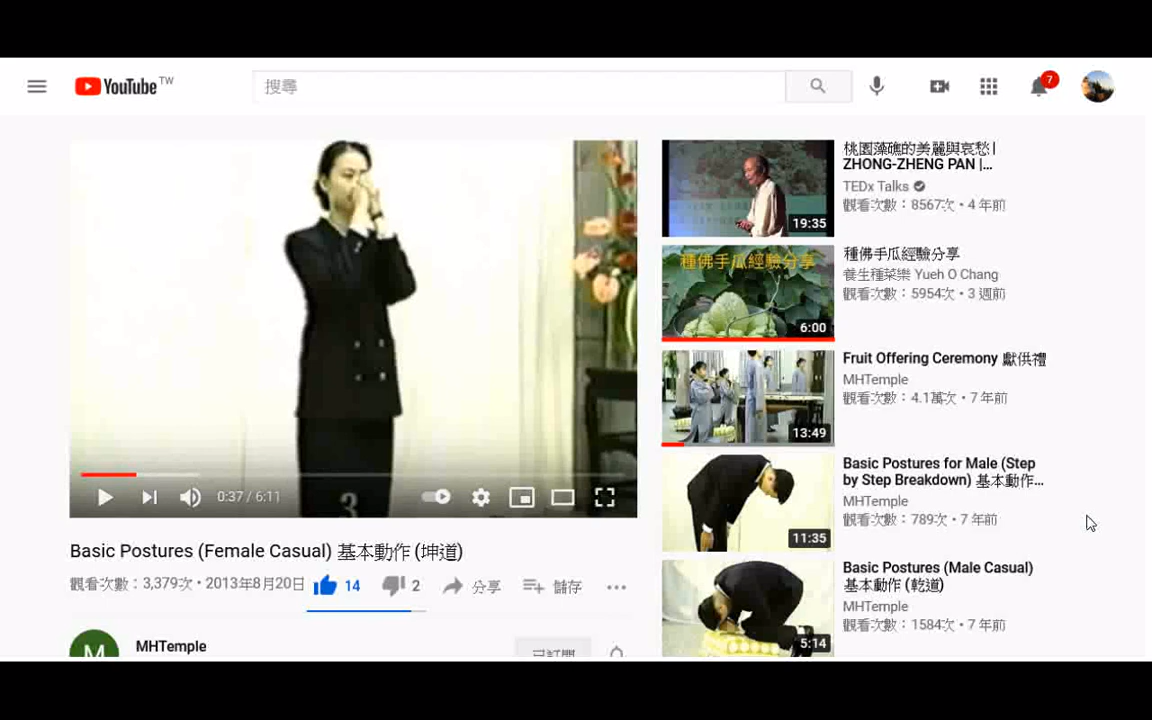 YouTube TW
搜尋
7
3
0:37 / 6:11
Basic Postures (Female Casual) 基本動作 (坤道)
觀看次數：3,379次 • 2013年8月20日
14
2
分享
儲存
M
MHTemple
已訂閱
19:35
桃園藻礁的美麗與哀愁 |
ZHONG-ZHENG PAN |...
TEDx Talks
觀看次數：8567次 • 4 年前
種佛手瓜經驗分享
6:00
種佛手瓜經驗分享
養生種菜樂 Yueh O Chang
觀看次數：5954次 • 3 週前
13:49
Fruit Offering Ceremony 獻供禮
MHTemple
觀看次數：4.1萬次 • 7 年前
11:35
Basic Postures for Male (Step
by Step Breakdown) 基本動作...
MHTemple
觀看次數：789次 • 7 年前
5:14
Basic Postures (Male Casual)
基本動作 (乾道)
MHTemple
觀看次數：1584次 • 7 年前